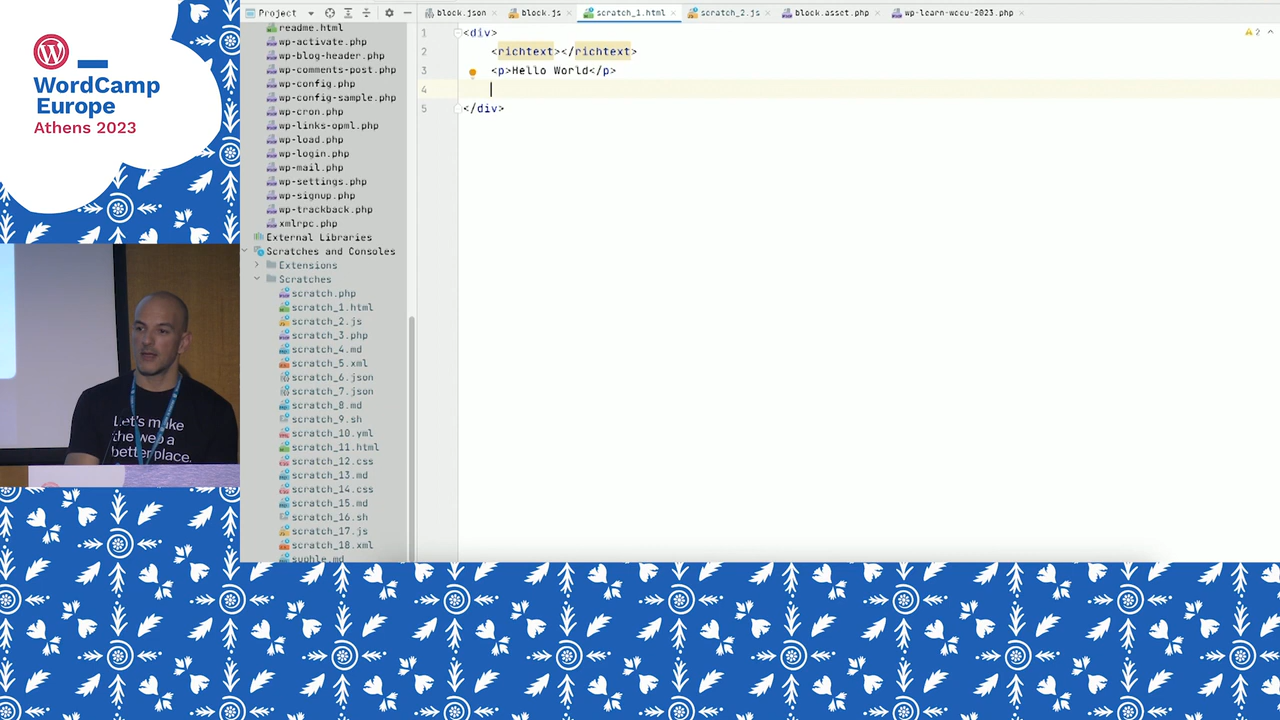 WordCamp
Europe
Athens 2023
Let's make
the web a
better place.
Project
readme.html
wp-activate.php
wp-blog-header.php
wp-comments-post.php
wp-config.php
wp-config-sample.php
wp-cron.php
wp-links-opml.php
wp-load.php
wp-login.php
wp-mail.php
wp-settings.php
wp-signup.php
wp-trackback.php
xmlrpc.php
External Libraries
Scratches and Consoles
Extensions
Scratches
scratch.php
scratch_1.html
scratch_2.js
scratch_3.php
scratch_4.md
scratch_5.xml
scratch_6.json
scratch_7.json
scratch_8.md
scratch_9.sh
scratch_10.yml
scratch_11.html
scratch_12.css
scratch_13.md
scratch_14.css
scratch_15.md
scratch_16.sh
scratch_17.js
scratch_18.xml
suphle.md
block.json block.js scratch_1.html scratch_2.js block.asset.php wp-learn-wceu-2023.php
1 <div>
2 <richtext></richtext>
3 <p>Hello World</p>
4
5 </div>
2